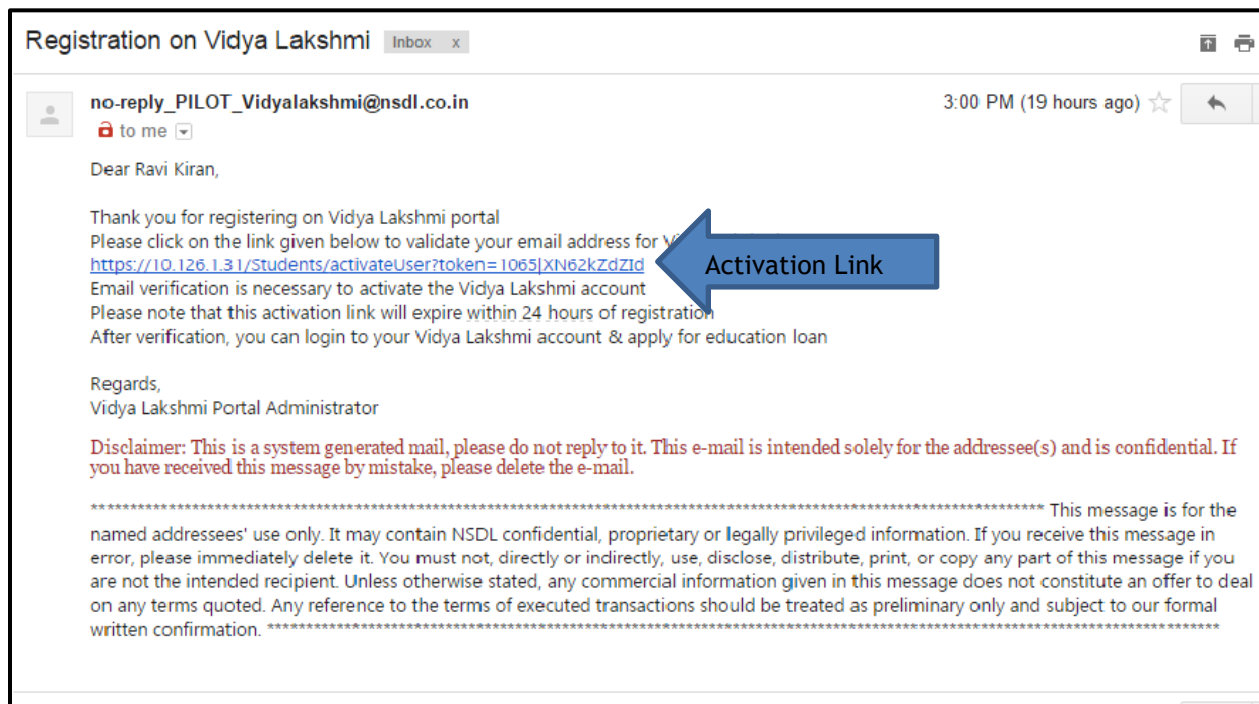 Registration on Vidya Lakshmi Inbox x
no-reply_PILOT_Vidyalakshmi@nsdl.co.in 3:00 PM (19 hours ago)
to me
Dear Ravi Kiran,
Thank you for registering on Vidya Lakshmi portal
Please click on the link given below to validate your email address for
https://10.126.1.31/Students/activateUser?token=1065|XN62kZdZId
Activation Link
Email verification is necessary to activate the Vidya Lakshmi account
Please note that this activation link will expire within 24 hours of registration
After verification, you can login to your Vidya Lakshmi account & apply for education loan
Regards,
Vidya Lakshmi Portal Administrator
Disclaimer: This is a system generated mail, please do not reply to it. This e-mail is intended solely for the addressee(s) and is confidential. If
you have received this message by mistake, please delete the e-mail.
This message is for the
named addressees' use only. It may contain NSDL confidential, proprietary or legally privileged information. If you receive this message in
error, please immediately delete it. You must not, directly or indirectly, use, disclose, distribute, print, or copy any part of this message if you
are not the intended recipient. Unless otherwise stated, any commercial information given in this message does not constitute an offer to deal
on any terms quoted. Any reference to the terms of executed transactions should be treated as preliminary only and subject to our formal
written confirmation.